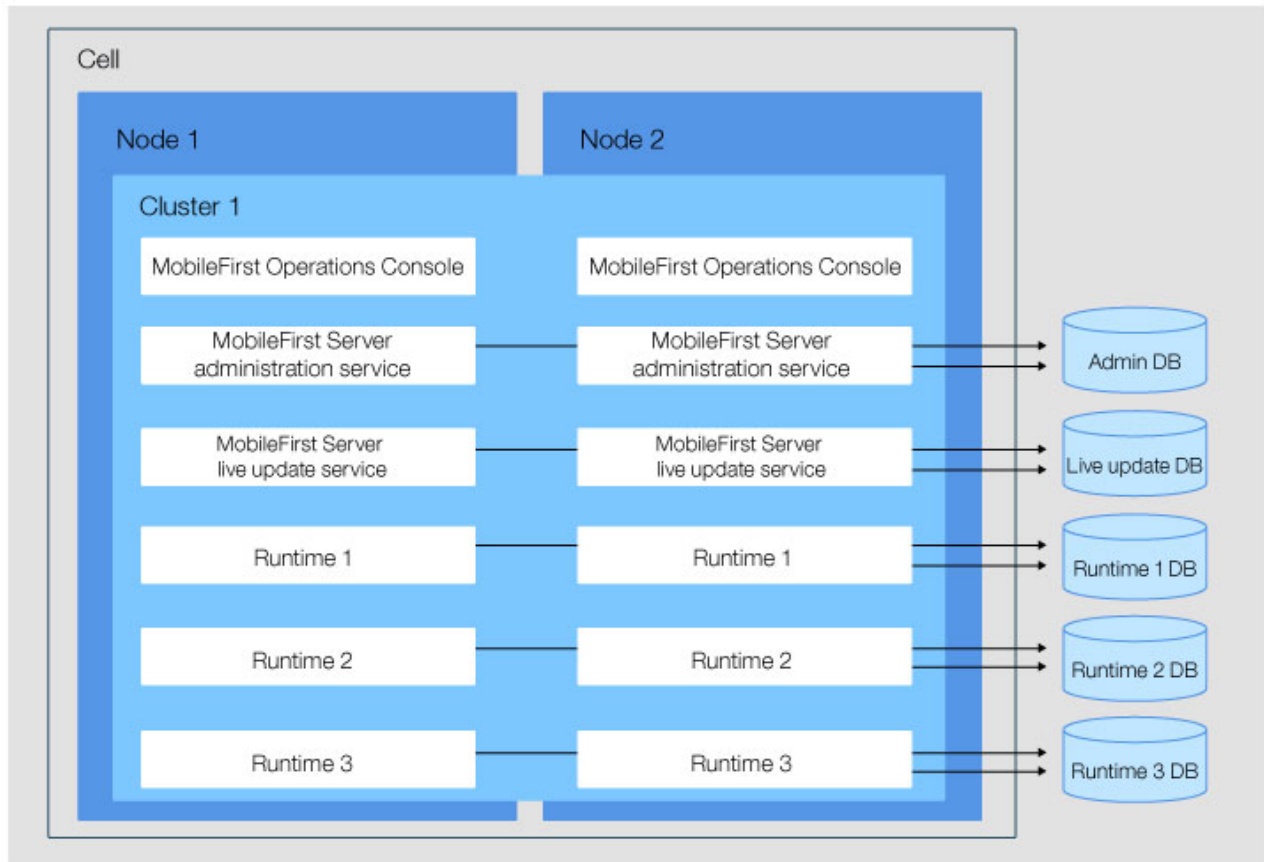 Cell
Node 1
Node 2
Cluster 1
MobileFirst Operations Console
MobileFirst Operations Console
MobileFirst Server
administration service
MobileFirst Server
administration service
Admin DB
MobileFirst Server
live update service
MobileFirst Server
live update service
Live update DB
Runtime 1
Runtime 1
Runtime 1 DB
Runtime 2
Runtime 2
Runtime 2 DB
Runtime 3
Runtime 3
Runtime 3 DB